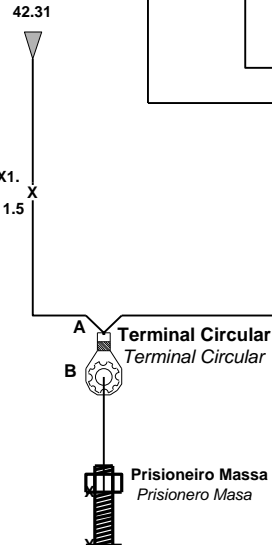 42.31
X1.
X
1.5
A
Terminal Circular
Terminal Circular
B
Prisioneiro Massa
Prisionero Masa
X
X